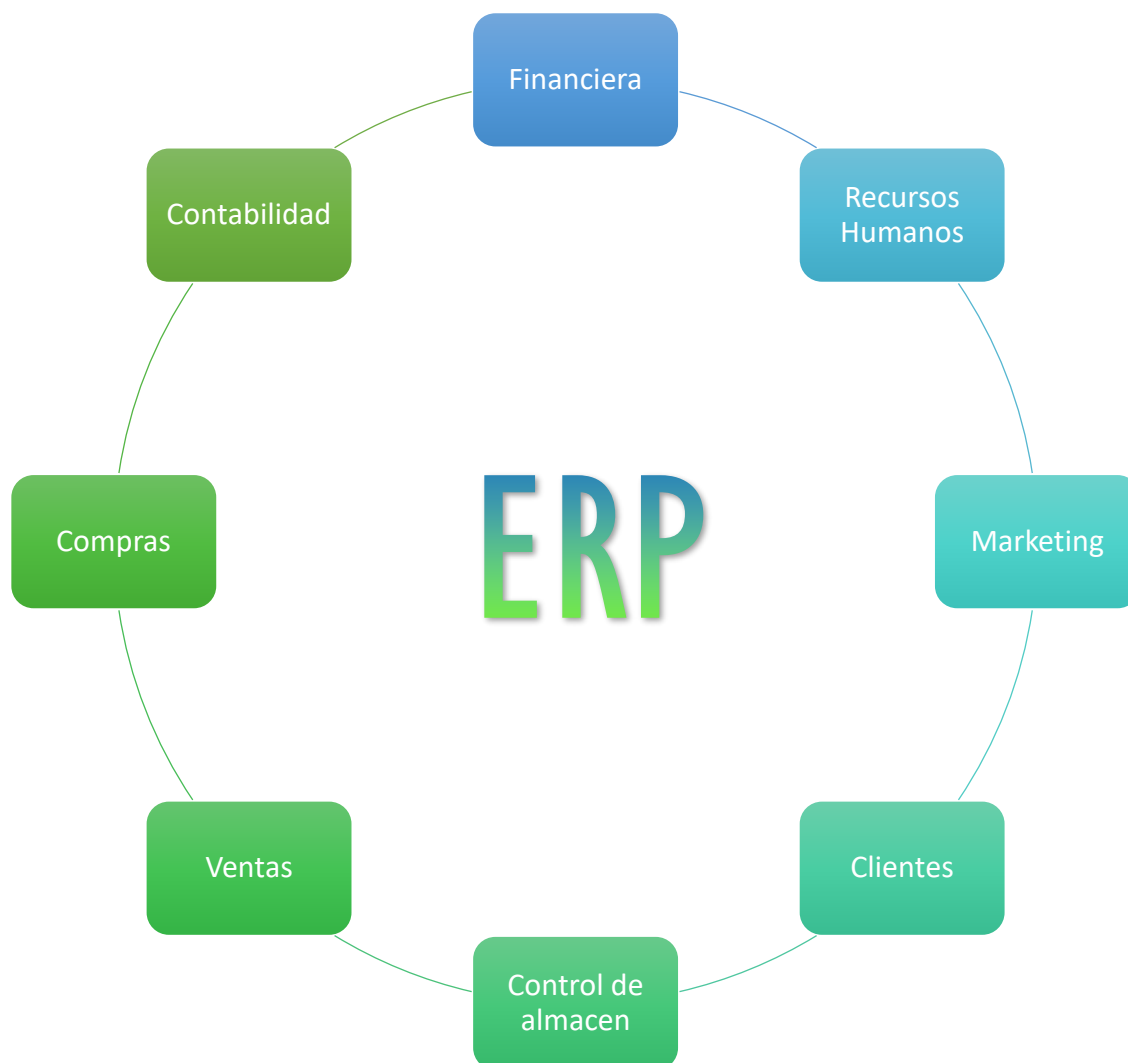 Financiera
Recursos
Humanos
Marketing
Clientes
Control de
almacen
Ventas
Compras
Contabilidad
ERP